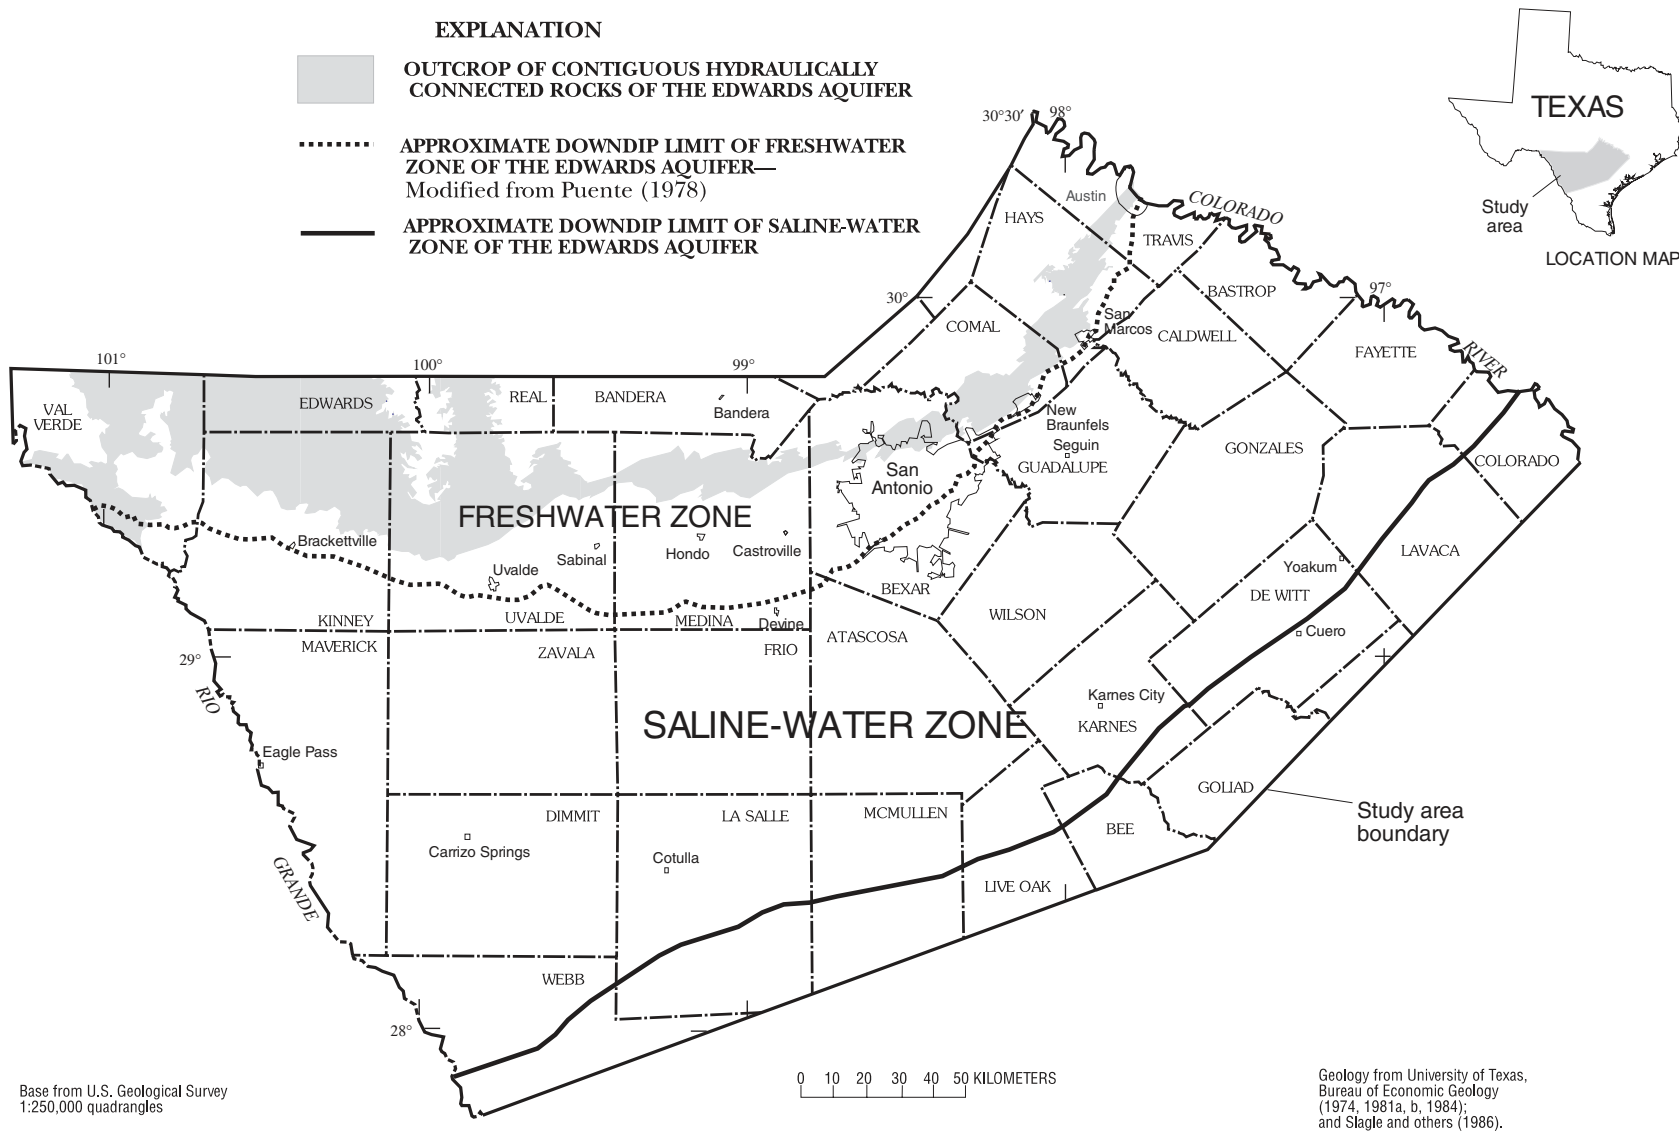 EXPLANATION
OUTCROP OF CONTIGUOUS HYDRAULICALLY
CONNECTED ROCKS OF THE EDWARDS AQUIFER
APPROXIMATE DOWNDIP LIMIT OF FRESHWATER
ZONE OF THE EDWARDS AQUIFER—
Modified from Puente (1978)
APPROXIMATE DOWNDIP LIMIT OF SALINE-WATER
ZONE OF THE EDWARDS AQUIFER
TEXAS
Study
area
LOCATION MAP
30°30′
98°
Austin
COLORADO
HAYS
TRAVIS
30°
BASTROP
97°
San
Marcos
COMAL
CALDWELL
FAYETTE
RIVER
101°
100°
99°
VAL
VERDE
EDWARDS
REAL
BANDERA
Bandera
New
Braunfels
Seguin
GUADALUPE
GONZALES
COLORADO
San
Antonio
FRESHWATER ZONE
Brackettville
Sabinal
Hondo
Castroville
Uvalde
LAVACA
Yoakum
BEXAR
DE WITT
KINNEY
UVALDE
MEDINA
Devine
WILSON
Cuero
MAVERICK
ZAVALA
FRIO
ATASCOSA
29°
RIO
Karnes City
KARNES
SALINE-WATER ZONE
Eagle Pass
GOLIAD
Study area
boundary
DIMMIT
LA SALLE
MCMULLEN
BEE
Carrizo Springs
Cotulla
LIVE OAK
GRANDE
WEBB
28°
0 10 20 30 40 50 KILOMETERS
Base from U.S. Geological Survey
1:250,000 quadrangles
Geology from University of Texas,
Bureau of Economic Geology
(1974, 1981a, b, 1984);
and Slagle and others (1986).